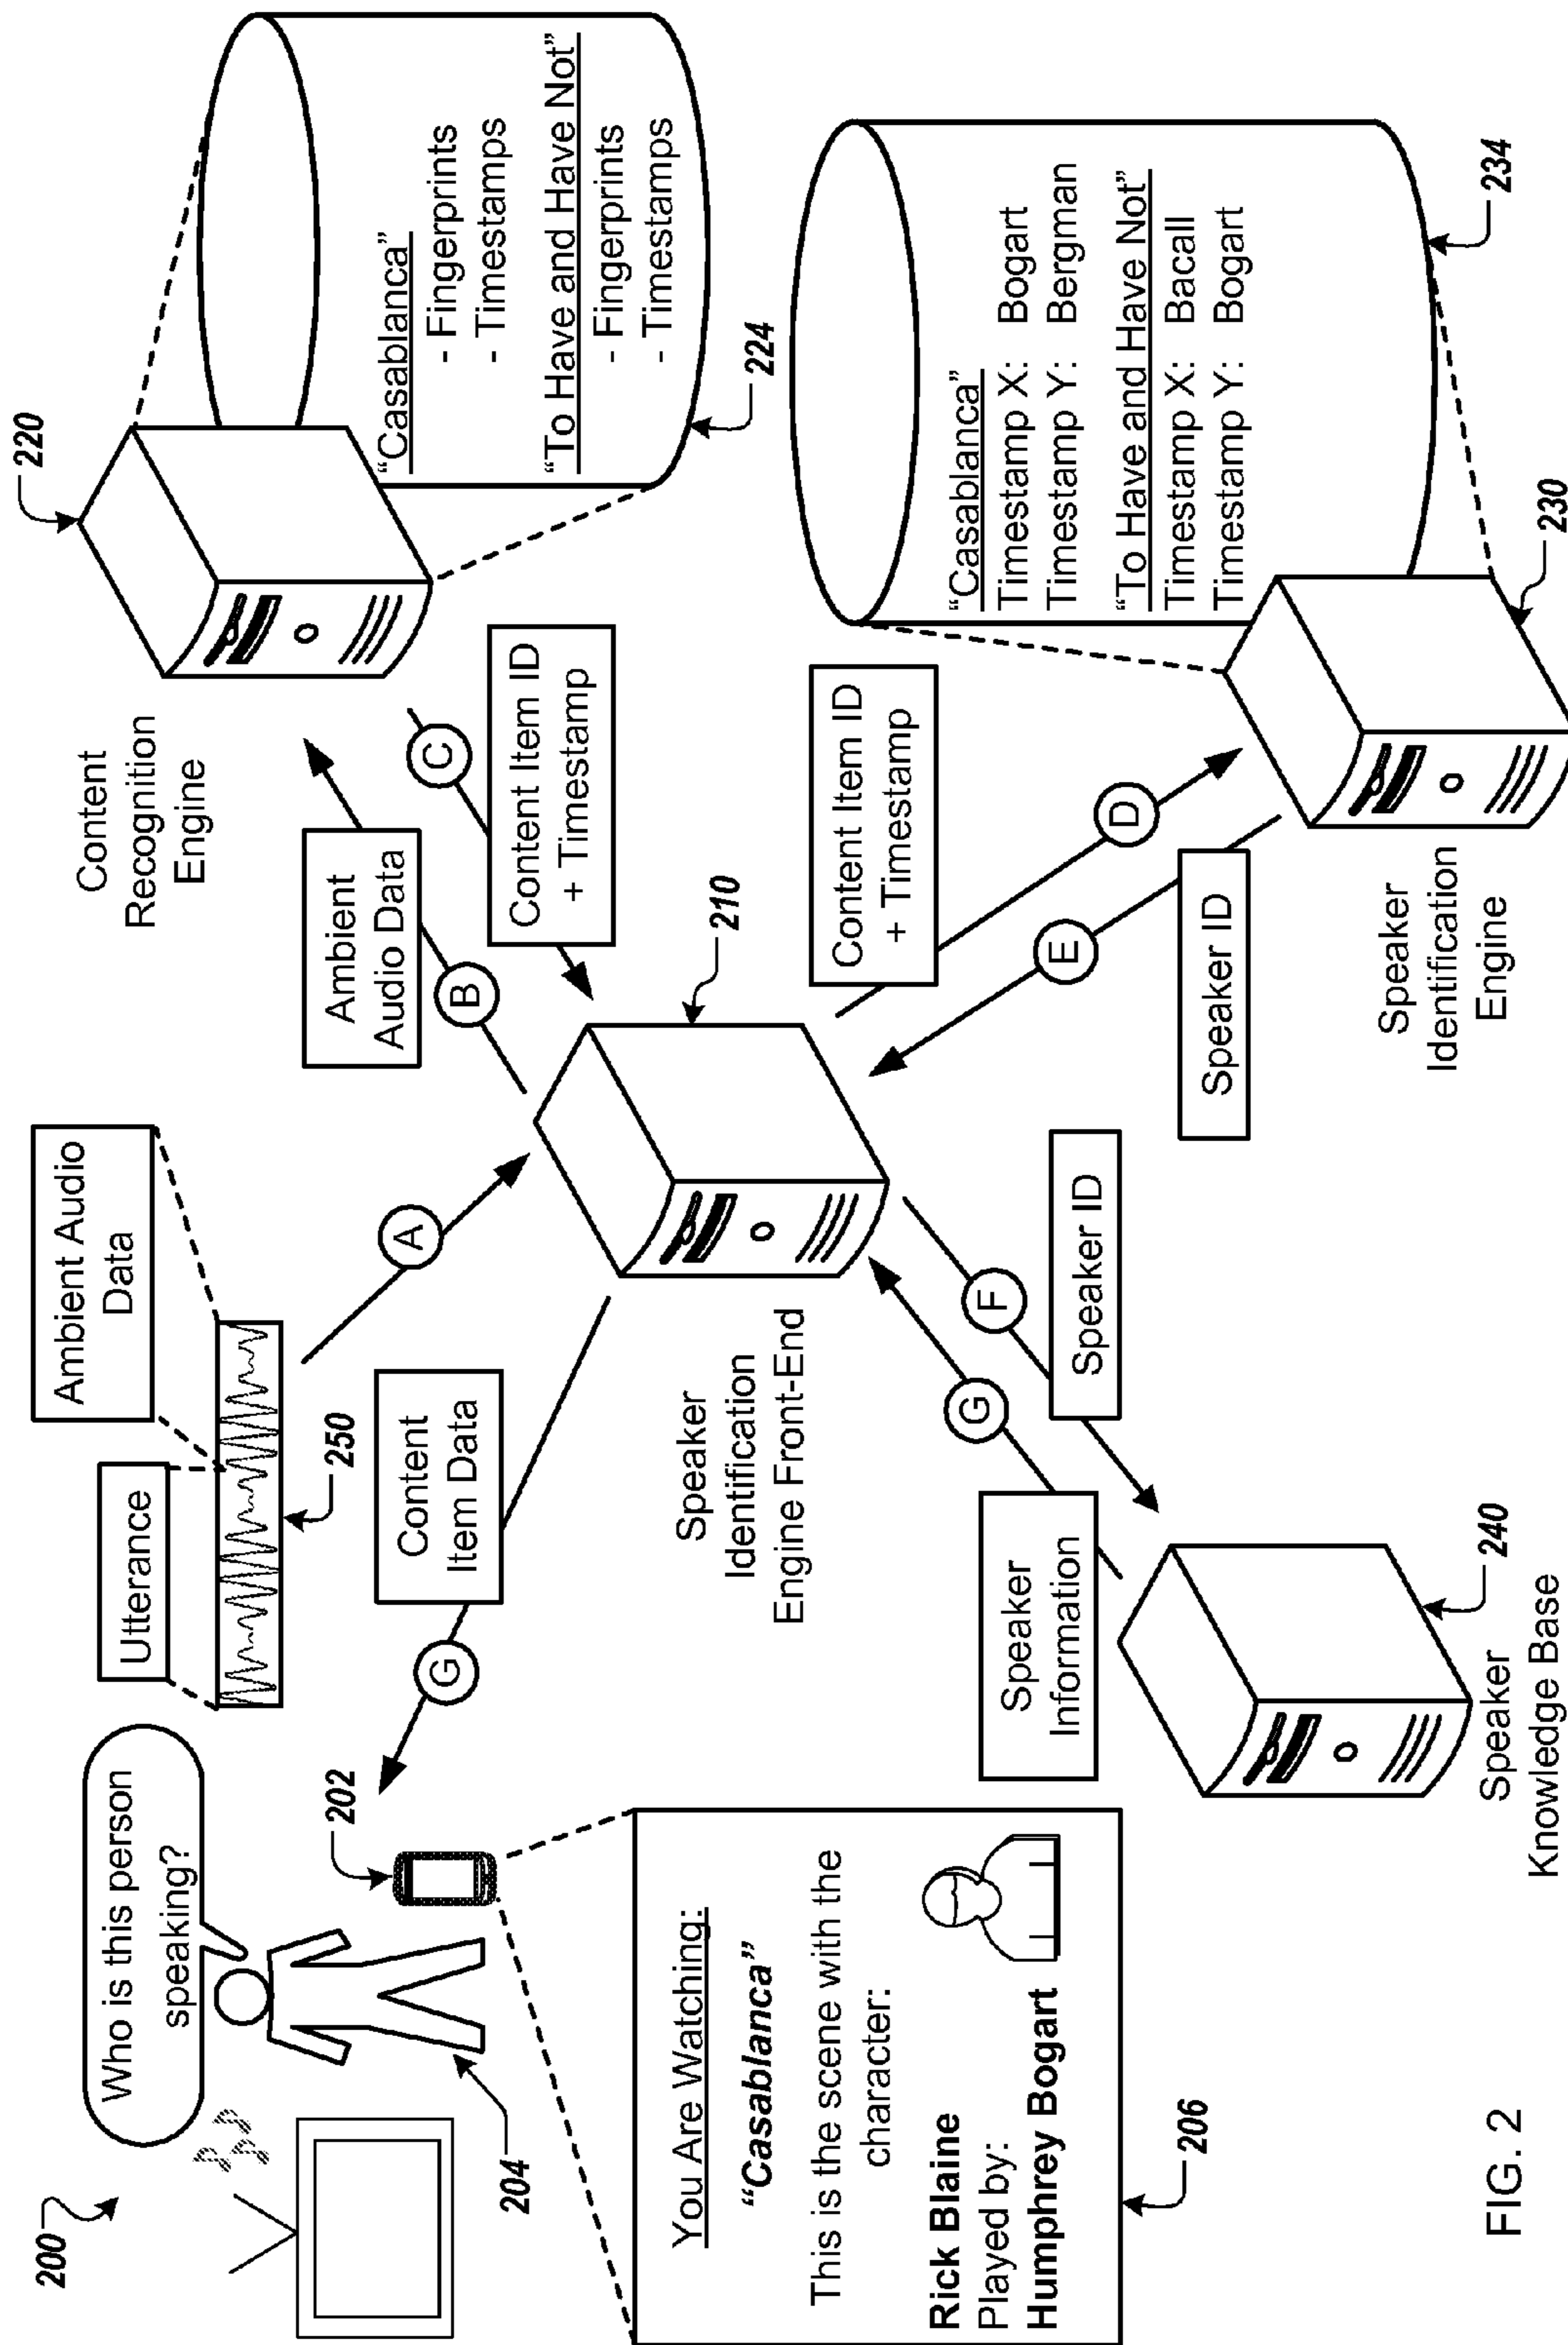 200
Who is this person
speaking?
204
202
Utterance
Ambient Audio
Data
250
A
Content
Item Data
G
You Are Watching:
“Casablanca”
This is the scene with the
character:
Rick Blaine
Played by:
Humphrey Bogart
206
Speaker
Identification
Engine Front-End
210
Ambient
Audio Data
B
C
Content Item ID
+ Timestamp
Content
Recognition
Engine
220
“Casablanca”
- Fingerprints
- Timestamps
“To Have and Have Not”
- Fingerprints
- Timestamps
224
Content Item ID
+ Timestamp
D
E
Speaker ID
Speaker
Identification
Engine
230
“Casablanca”
Timestamp X: Bogart
Timestamp Y: Bergman
“To Have and Have Not”
Timestamp X: Bacall
Timestamp Y: Bogart
234
F
Speaker ID
G
Speaker
Information
240
Speaker
Knowledge Base
FIG. 2